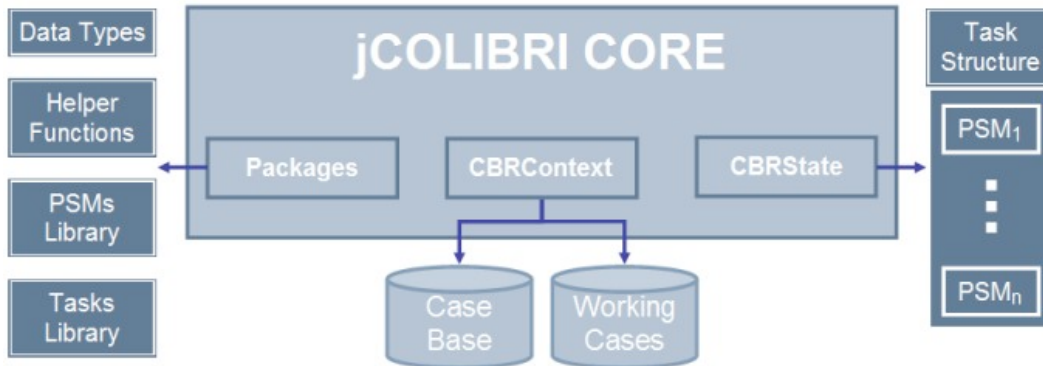 Data Types
Helper
Functions
PSMs
Library
Tasks
Library
jCOLIBRI CORE
Packages
CBRContext
CBRState
Case
Base
Working
Cases
Task
Structure
PSM₁
PSMₙ